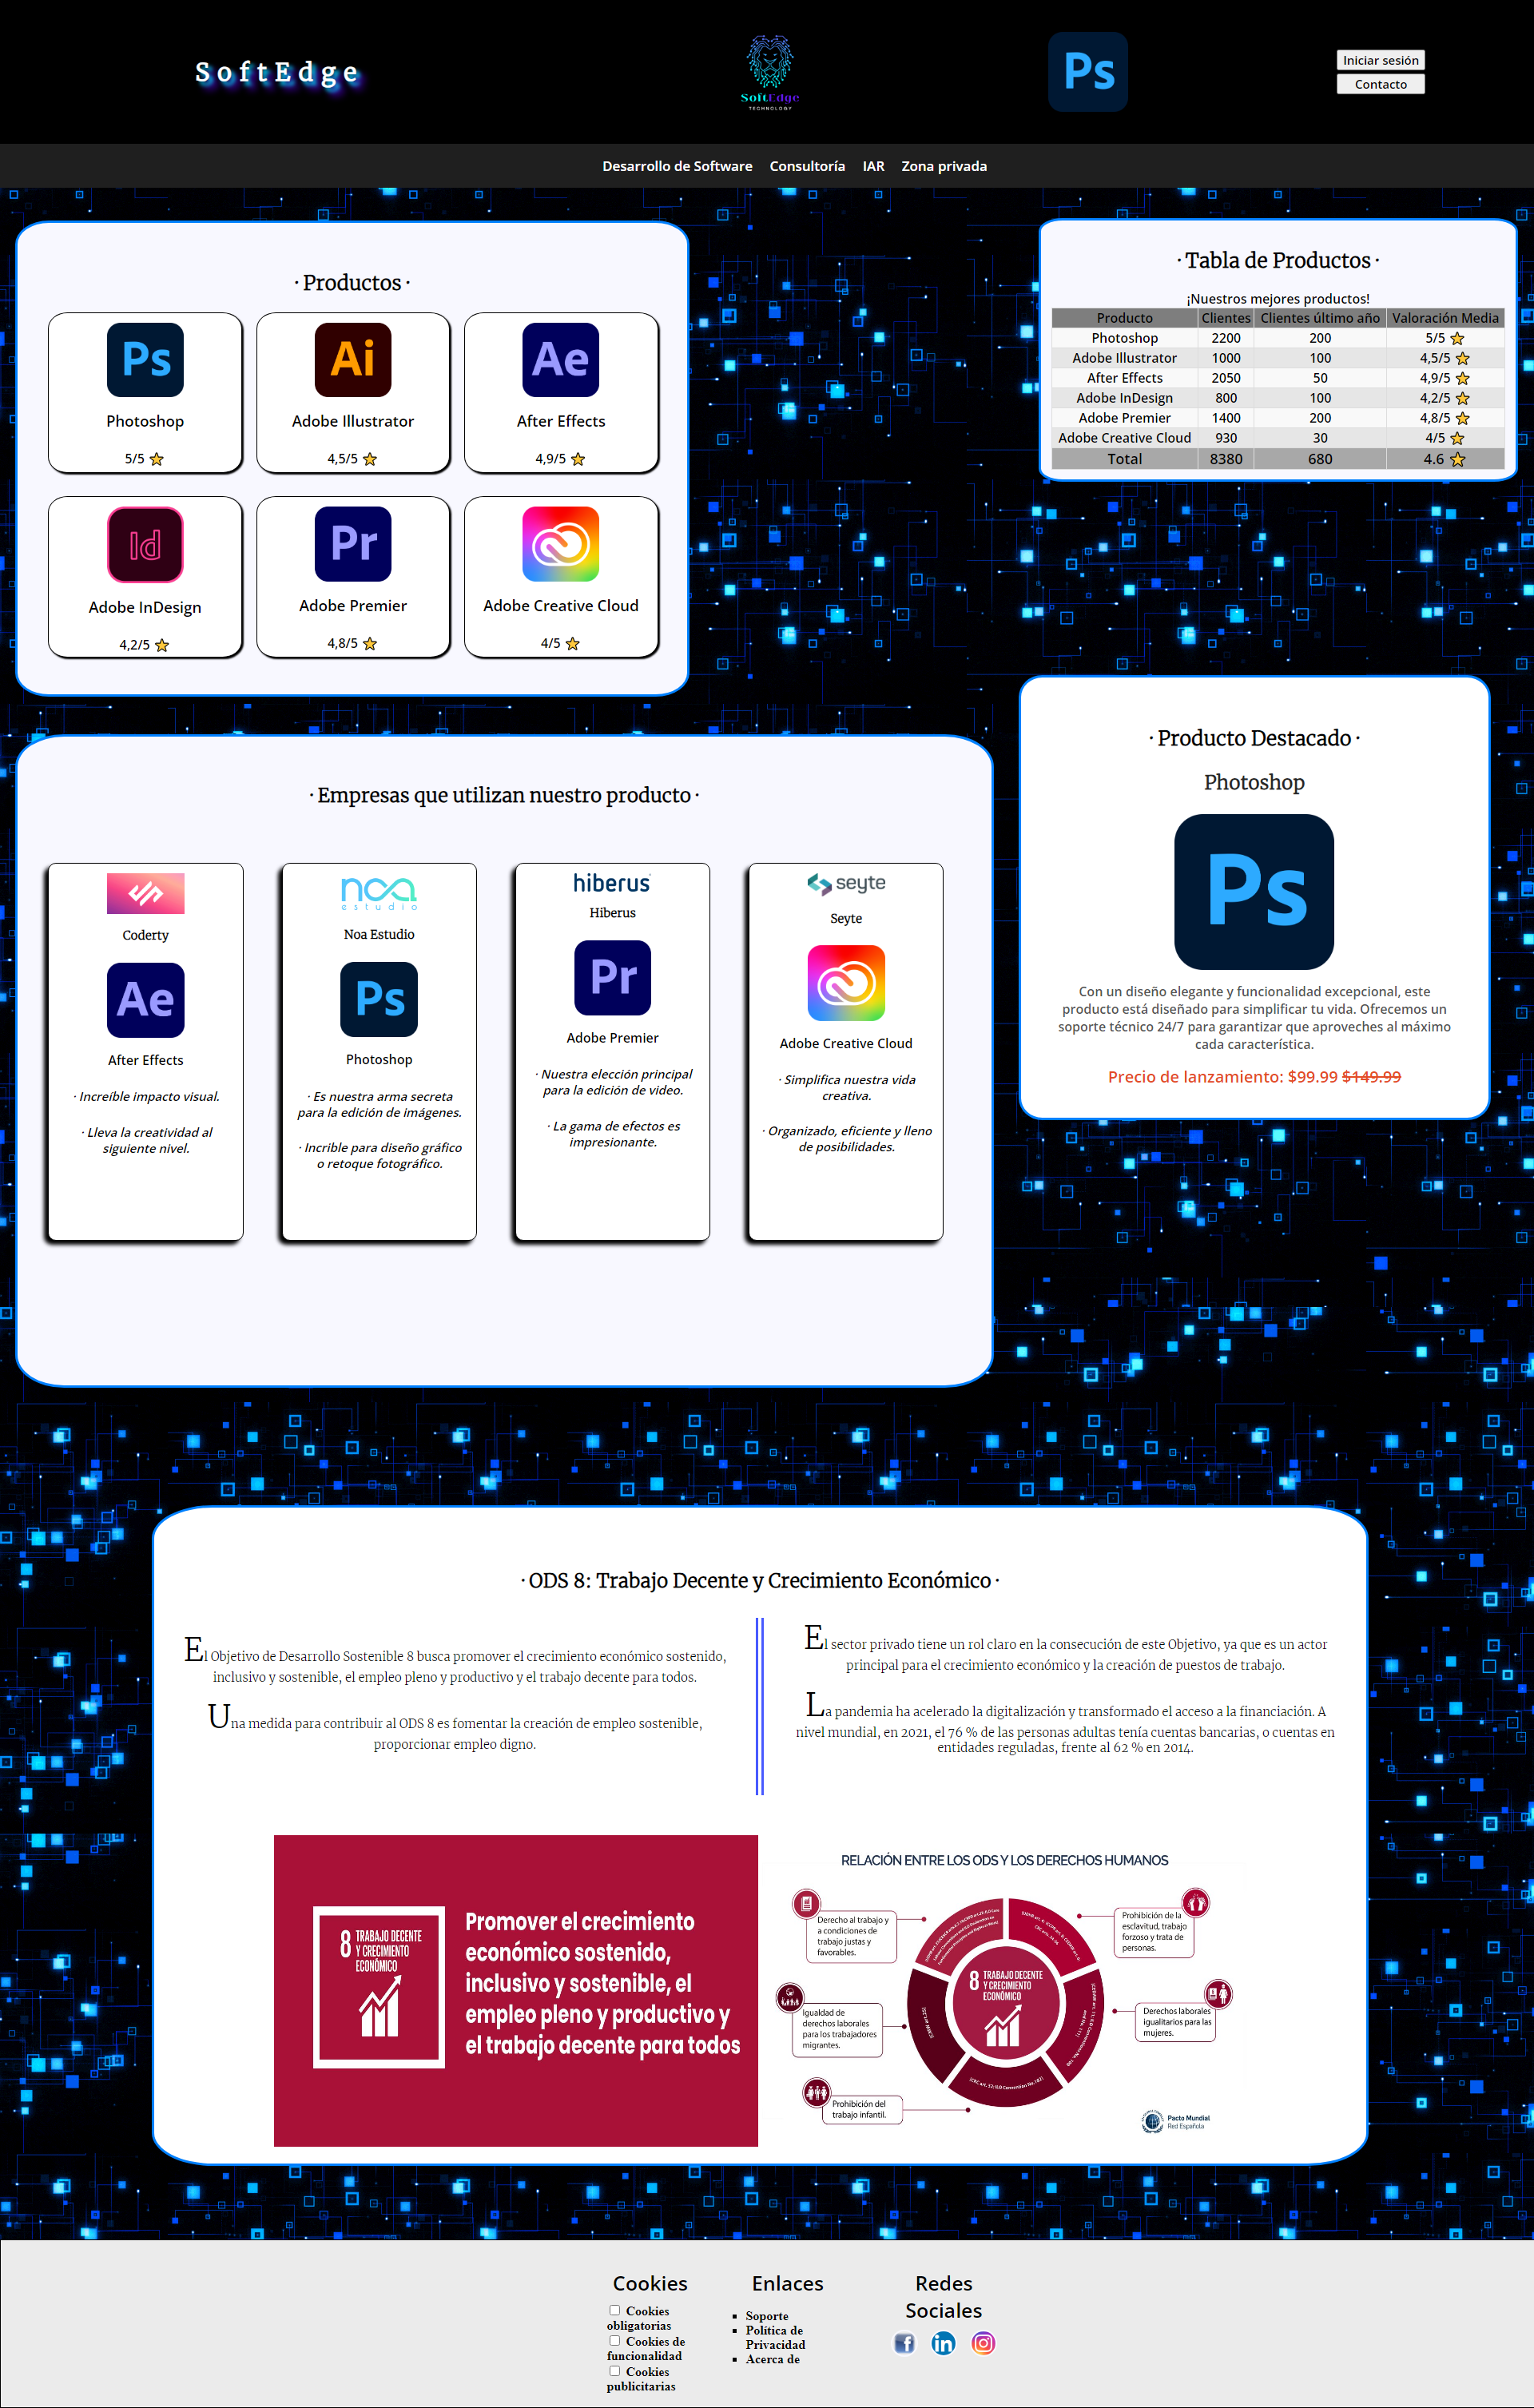 SoftEdge
SoftEdge
TECHNOLOGY
Ps
Iniciar sesión
Contacto
Desarrollo de Software Consultoría IAR Zona privada
· Productos ·
Ps
Photoshop
5/5
Ai
Adobe Illustrator
4,5/5
Ae
After Effects
4,9/5
Id
Adobe InDesign
4,2/5
Pr
Adobe Premier
4,8/5
Adobe Creative Cloud
4/5
· Tabla de Productos ·
¡Nuestros mejores productos!
Producto Clientes Clientes último año Valoración Media
Photoshop 2200 200 5/5
Adobe Illustrator 1000 100 4,5/5
After Effects 2050 50 4,9/5
Adobe InDesign 800 100 4,2/5
Adobe Premier 1400 200 4,8/5
Adobe Creative Cloud 930 30 4/5
Total 8380 680 4.6
· Empresas que utilizan nuestro producto ·
Coderty
Ae
After Effects
· Increíble impacto visual.
· Lleva la creatividad al
siguiente nivel.
noa
estudio
Noa Estudio
Ps
Photoshop
· Es nuestra arma secreta
para la edición de imágenes.
· Incrible para diseño gráfico
o retoque fotográfico.
hiberus
Hiberus
Pr
Adobe Premier
· Nuestra elección principal
para la edición de video.
· La gama de efectos es
impresionante.
seyte
Seyte
Adobe Creative Cloud
· Simplifica nuestra vida
creativa.
· Organizado, eficiente y lleno
de posibilidades.
· Producto Destacado ·
Photoshop
Ps
Con un diseño elegante y funcionalidad excepcional, este
producto está diseñado para simplificar tu vida. Ofrecemos un
soporte técnico 24/7 para garantizar que aproveches al máximo
cada característica.
Precio de lanzamiento: $99.99 $149.99
· ODS 8: Trabajo Decente y Crecimiento Económico ·
El Objetivo de Desarrollo Sostenible 8 busca promover el crecimiento económico sostenido,
inclusivo y sostenible, el empleo pleno y productivo y el trabajo decente para todos.
Una medida para contribuir al ODS 8 es fomentar la creación de empleo sostenible,
proporcionar empleo digno.
El sector privado tiene un rol claro en la consecución de este Objetivo, ya que es un actor
principal para el crecimiento económico y la creación de puestos de trabajo.
La pandemia ha acelerado la digitalización y transformado el acceso a la financiación. A
nivel mundial, en 2021, el 76 % de las personas adultas tenía cuentas bancarias, o cuentas en
entidades reguladas, frente al 62 % en 2014.
8 TRABAJO DECENTE
Y CRECIMIENTO
ECONÓMICO
Promover el crecimiento
económico sostenido,
inclusivo y sostenible, el
empleo pleno y productivo y
el trabajo decente para todos
RELACIÓN ENTRE LOS ODS Y LOS DERECHOS HUMANOS
Derecho al trabajo y
a condiciones de
trabajo justas y
favorables.
Prohibición de la
esclavitud, trabajo
forzoso y trata de
personas.
8 TRABAJO DECENTE
Y CRECIMIENTO
ECONÓMICO
Igualdad de
derechos laborales
para los trabajadores
migrantes.
Derechos laborales
igualitarios para las
mujeres.
Prohibición del
trabajo infantil.
Pacto Mundial
Red Española
Cookies
Cookies
obligatorias
Cookies de
funcionalidad
Cookies
publicitarias
Enlaces
Soporte
Política de
Privacidad
Acerca de
Redes
Sociales